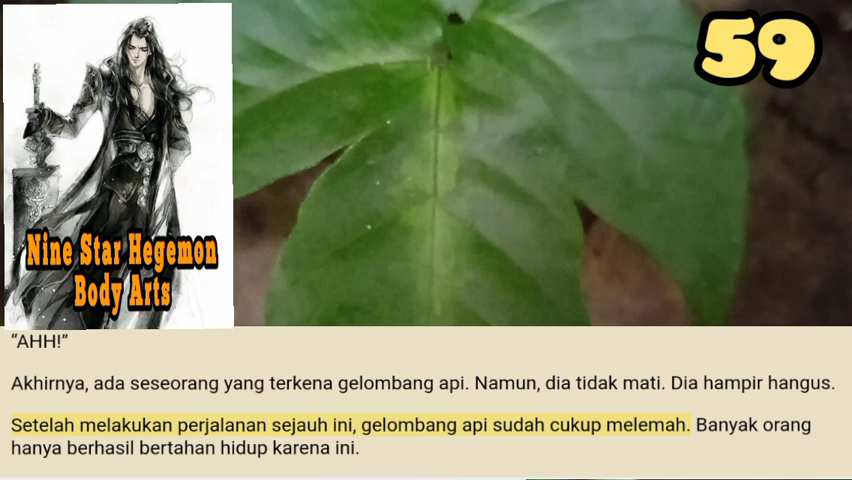 59
Nine Star Hegemon
Body Arts
“AHH!”
Akhirnya, ada seseorang yang terkena gelombang api. Namun, dia tidak mati. Dia hampir hangus.
Setelah melakukan perjalanan sejauh ini, gelombang api sudah cukup melemah. Banyak orang
hanya berhasil bertahan hidup karena ini.